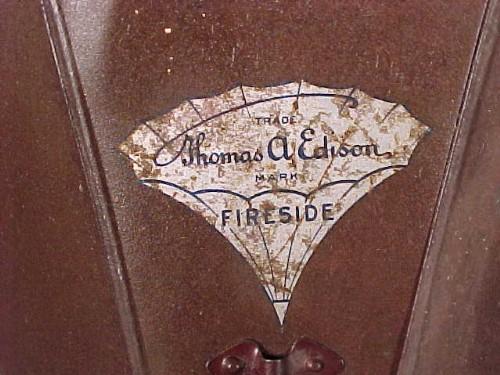 TRADE
Thomas A Edison
MARK
FIRESIDE